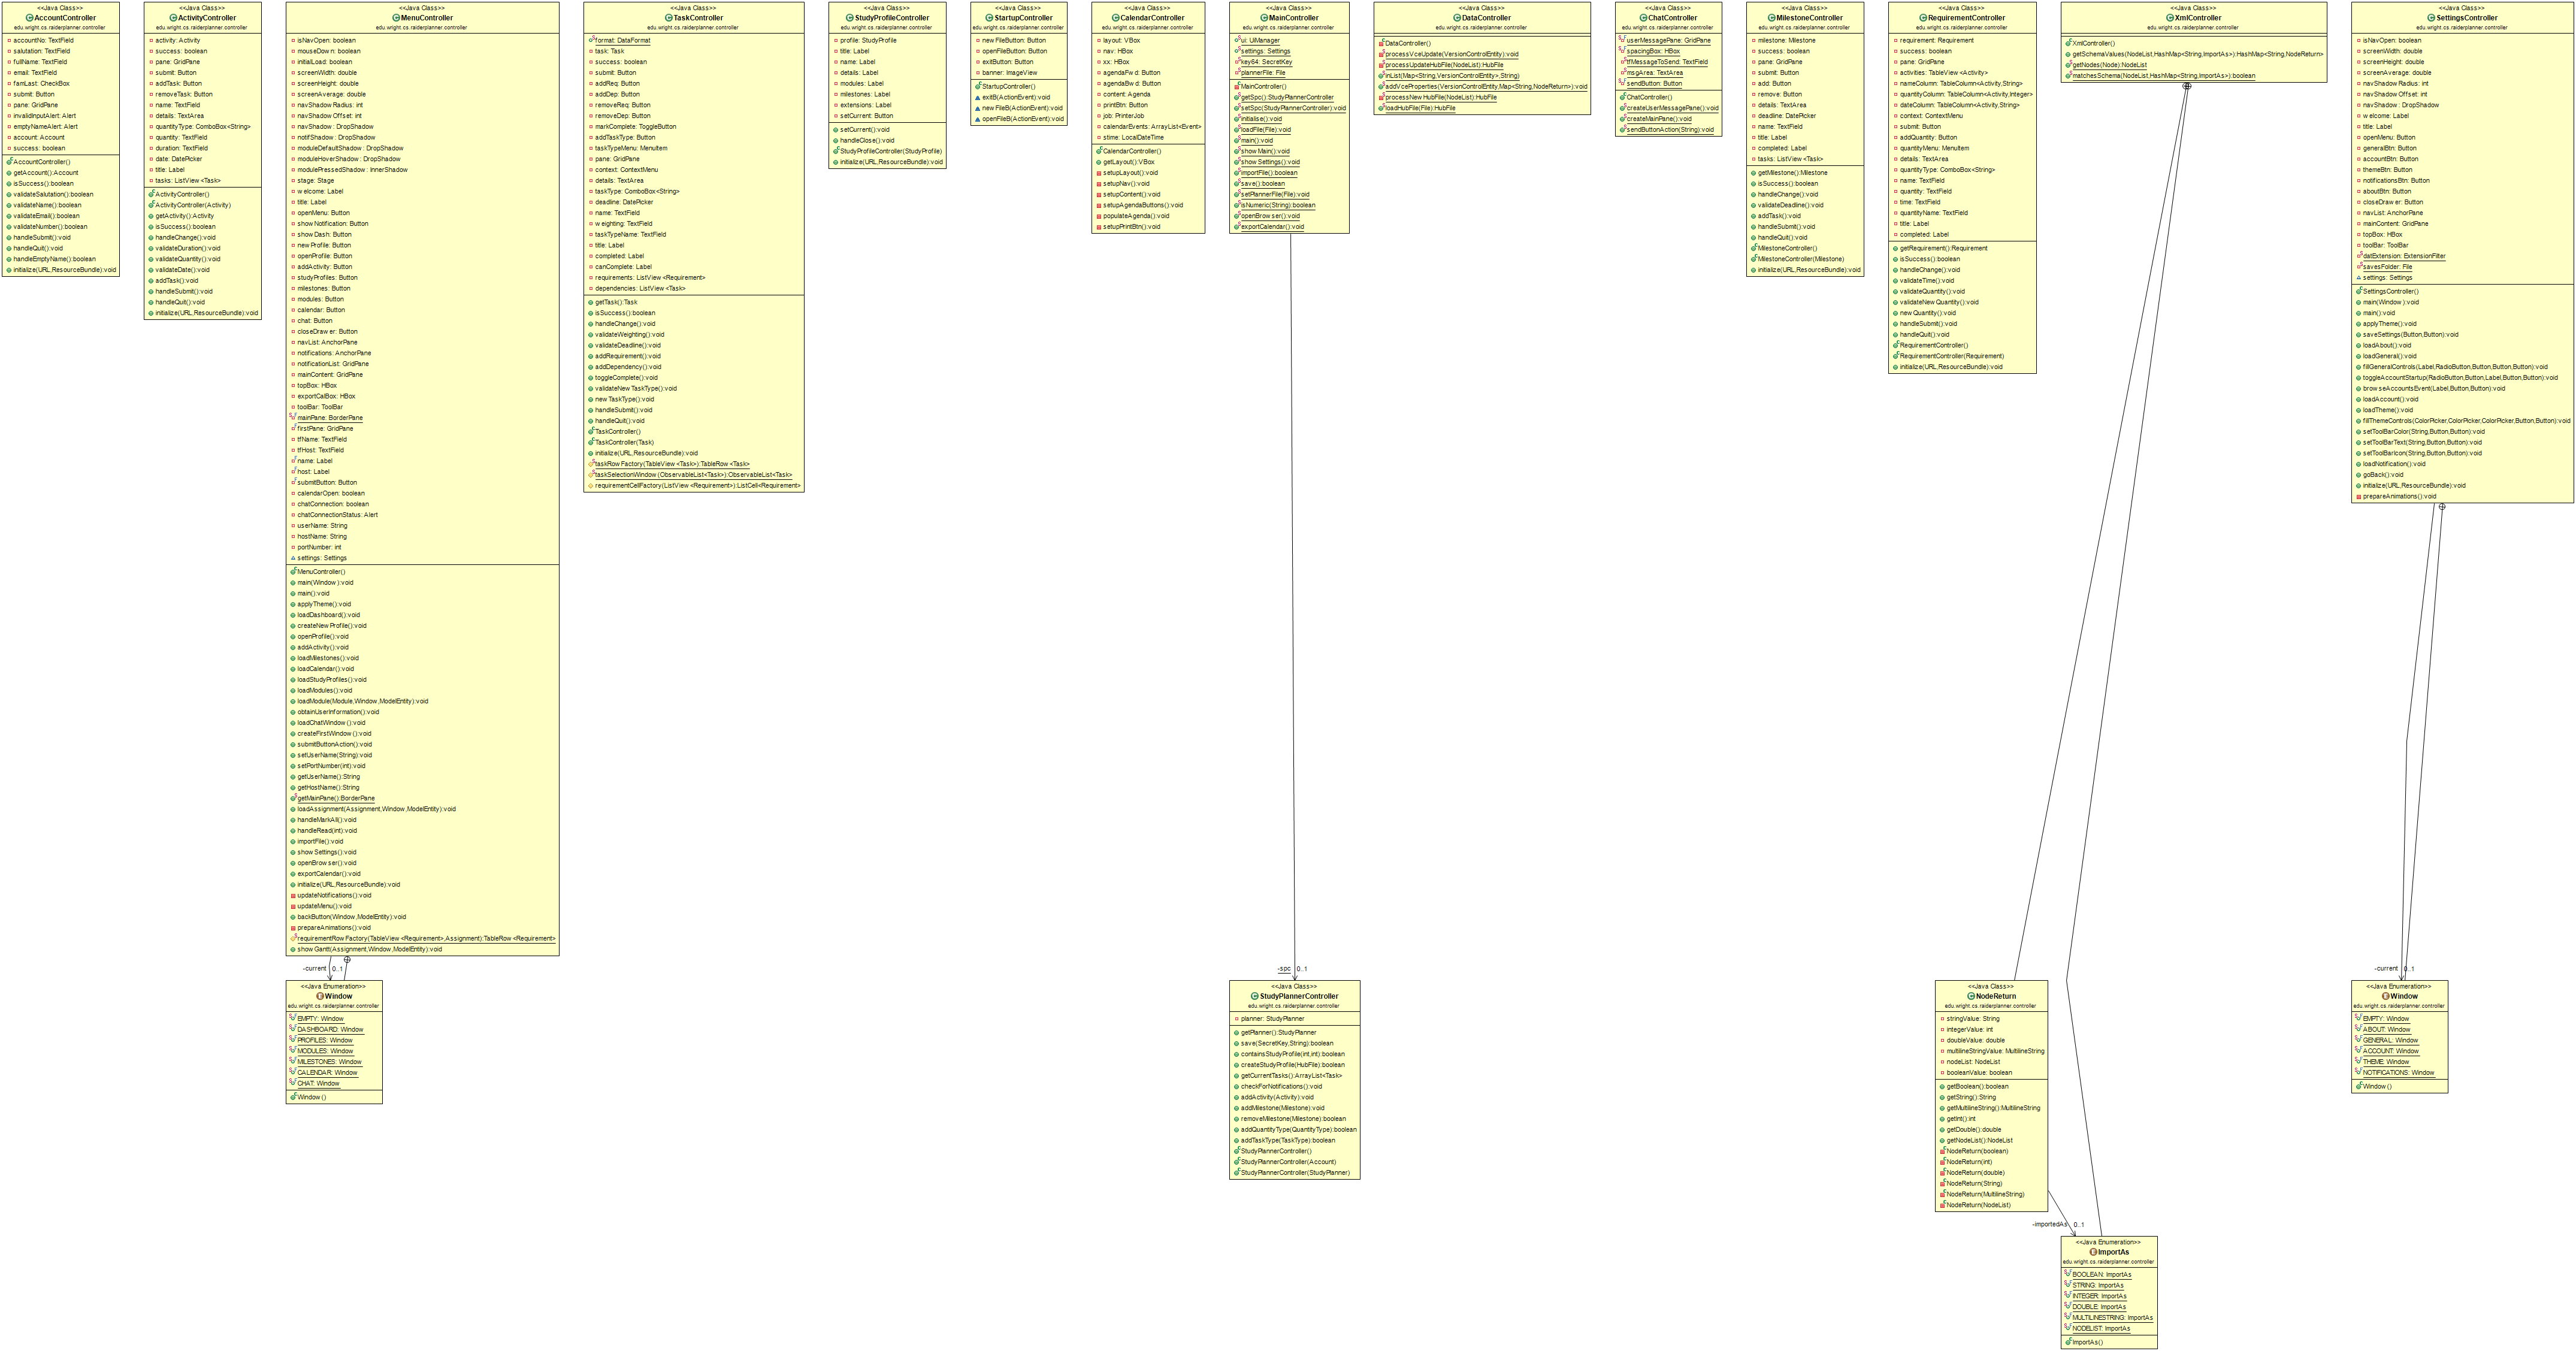 <<Java Class>>
AccountController
edu.wright.cs.raiderplanner.controller
accountNo: TextField
salutation: TextField
fullName: TextField
email: TextField
famLast: CheckBox
submit: Button
pane: GridPane
invalidInputAlert: Alert
emptyNameAlert: Alert
account: Account
success: boolean
AccountController()
getAccount():Account
isSuccess():boolean
validateSalutation():boolean
validateName():boolean
validateEmail():boolean
validateNumber():boolean
handleSubmit():void
handleQuit():void
handleEmptyName():boolean
initialize(URL,ResourceBundle):void
<<Java Class>>
ActivityController
edu.wright.cs.raiderplanner.controller
activity: Activity
success: boolean
pane: GridPane
submit: Button
addTask: Button
removeTask: Button
name: TextField
details: TextArea
quantityType: ComboBox<String>
quantity: TextField
duration: TextField
date: DatePicker
title: Label
tasks: ListView<Task>
ActivityController()
ActivityController(Activity)
getActivity():Activity
isSuccess():boolean
handleChange():void
validateDuration():void
validateQuantity():void
validateDate():void
addTask():void
handleSubmit():void
handleQuit():void
initialize(URL,ResourceBundle):void
<<Java Class>>
MenuController
edu.wright.cs.raiderplanner.controller
isNavOpen: boolean
mouseDown: boolean
initialLoad: boolean
screenWidth: double
screenHeight: double
screenAverage: double
navShadowRadius: int
navShadowOffset: int
navShadow: DropShadow
notifShadow: DropShadow
moduleDefaultShadow: DropShadow
moduleHoverShadow: DropShadow
modulePressedShadow: InnerShadow
stage: Stage
welcome: Label
title: Label
openMenu: Button
showNotification: Button
showDash: Button
newProfile: Button
openProfile: Button
addActivity: Button
studyProfiles: Button
milestones: Button
modules: Button
calendar: Button
chat: Button
closeDrawer: Button
navList: AnchorPane
notifications: AnchorPane
notificationList: GridPane
mainContent: GridPane
topBox: HBox
exportCalBox: HBox
toolBar: ToolBar
mainPane: BorderPane
firstPane: GridPane
tfName: TextField
tfHost: TextField
name: Label
host: Label
submitButton: Button
calendarOpen: boolean
chatConnection: boolean
chatConnectionStatus: Alert
userName: String
hostName: String
portNumber: int
settings: Settings
MenuController()
main(Window):void
main():void
applyTheme():void
loadDashboard():void
createNewProfile():void
openProfile():void
addActivity():void
loadMilestones():void
loadCalendar():void
loadStudyProfiles():void
loadModules():void
loadModule(Module,Window,ModelEntity):void
obtainUserInformation():void
loadChatWindow():void
createFirstWindow():void
submitButtonAction():void
setUserName(String):void
setPortNumber(int):void
getUserName():String
getHostName():String
getMainPane():BorderPane
loadAssignment(Assignment,Window,ModelEntity):void
handleMarkAll():void
handleRead(int):void
importFile():void
showSettings():void
openBrowser():void
exportCalendar():void
initialize(URL,ResourceBundle):void
updateNotifications():void
updateMenu():void
backButton(Window,ModelEntity):void
prepareAnimations():void
requirementRowFactory(TableView<Requirement>,Assignment):TableRow<Requirement>
showGantt(Assignment,Window,ModelEntity):void
<<Java Class>>
TaskController
edu.wright.cs.raiderplanner.controller
format: DataFormat
task: Task
success: boolean
submit: Button
addReq: Button
addDep: Button
removeReq: Button
removeDep: Button
markComplete: ToggleButton
addTaskType: Button
taskTypeMenu: MenuItem
pane: GridPane
context: ContextMenu
details: TextArea
taskType: ComboBox<String>
deadline: DatePicker
name: TextField
weighting: TextField
taskTypeName: TextField
title: Label
completed: Label
canComplete: Label
requirements: ListView<Requirement>
dependencies: ListView<Task>
getTask():Task
isSuccess():boolean
handleChange():void
validateWeighting():void
validateDeadline():void
addRequirement():void
addDependency():void
toggleComplete():void
validateNewTaskType():void
newTaskType():void
handleSubmit():void
handleQuit():void
TaskController()
TaskController(Task)
initialize(URL,ResourceBundle):void
taskRowFactory(TableView<Task>):TableRow<Task>
taskSelectionWindow(ObservableList<Task>):ObservableList<Task>
requirementCellFactory(ListView<Requirement>):ListCell<Requirement>
<<Java Class>>
StudyProfileController
edu.wright.cs.raiderplanner.controller
profile: StudyProfile
title: Label
name: Label
details: Label
modules: Label
milestones: Label
extensions: Label
setCurrent: Button
setCurrent():void
handleClose():void
StudyProfileController(StudyProfile)
initialize(URL,ResourceBundle):void
<<Java Class>>
StartupController
edu.wright.cs.raiderplanner.controller
newFileButton: Button
openFileButton: Button
exitButton: Button
banner: ImageView
StartupController()
exitB(ActionEvent):void
newFileB(ActionEvent):void
openFileB(ActionEvent):void
<<Java Class>>
CalendarController
edu.wright.cs.raiderplanner.controller
layout: VBox
nav: HBox
xx: HBox
agendaFwd: Button
agendaBwd: Button
content: Agenda
printBtn: Button
job: PrinterJob
calendarEvents: ArrayList<Event>
stime: LocalDateTime
CalendarController()
getLayout():VBox
setupLayout():void
setupNav():void
setupContent():void
setupAgendaButtons():void
populateAgenda():void
setupPrintBtn():void
<<Java Class>>
MainController
edu.wright.cs.raiderplanner.controller
ui: UiManager
settings: Settings
key64: SecretKey
plannerFile: File
MainController()
getSpc():StudyPlannerController
setSpc(StudyPlannerController):void
initialise():void
loadFile(File):void
main():void
showMain():void
showSettings():void
importFile():boolean
save():boolean
setPlannerFile(File):void
isNumeric(String):boolean
openBrowser():void
exportCalendar():void
<<Java Class>>
DataController
edu.wright.cs.raiderplanner.controller
DataController()
processVceUpdate(VersionControlEntity):void
processUpdateHubFile(NodeList):HubFile
inList(Map<String,VersionControlEntity>,String)
addVceProperties(VersionControlEntity,Map<String,NodeReturn>):void
processNewHubFile(NodeList):HubFile
loadHubFile(File):HubFile
<<Java Class>>
ChatController
edu.wright.cs.raiderplanner.controller
userMessagePane: GridPane
spacingBox: HBox
tfMessageToSend: TextField
msgArea: TextArea
sendButton: Button
ChatController()
createUserMessagePane():void
createMainPane():void
sendButtonAction(String):void
<<Java Class>>
MilestoneController
edu.wright.cs.raiderplanner.controller
milestone: Milestone
success: boolean
pane: GridPane
submit: Button
add: Button
remove: Button
details: TextArea
deadline: DatePicker
name: TextField
title: Label
completed: Label
tasks: ListView<Task>
getMilestone():Milestone
isSuccess():boolean
handleChange():void
validateDeadline():void
addTask():void
handleSubmit():void
handleQuit():void
MilestoneController()
MilestoneController(Milestone)
initialize(URL,ResourceBundle):void
<<Java Class>>
RequirementController
edu.wright.cs.raiderplanner.controller
requirement: Requirement
success: boolean
pane: GridPane
activities: TableView<Activity>
nameColumn: TableColumn<Activity,String>
quantityColumn: TableColumn<Activity,Integer>
dateColumn: TableColumn<Activity,String>
context: ContextMenu
submit: Button
addQuantity: Button
quantityMenu: MenuItem
details: TextArea
quantityType: ComboBox<String>
name: TextField
quantity: TextField
time: TextField
quantityName: TextField
title: Label
completed: Label
getRequirement():Requirement
isSuccess():boolean
handleChange():void
validateTime():void
validateQuantity():void
validateNewQuantity():void
newQuantity():void
handleSubmit():void
handleQuit():void
RequirementController()
RequirementController(Requirement)
initialize(URL,ResourceBundle):void
<<Java Class>>
XmlController
edu.wright.cs.raiderplanner.controller
XmlController()
getSchemaValues(NodeList,HashMap<String,ImportAs>):HashMap<String,NodeReturn>
getNodes(Node):NodeList
matchesSchema(NodeList,HashMap<String,ImportAs>):boolean
<<Java Class>>
SettingsController
edu.wright.cs.raiderplanner.controller
isNavOpen: boolean
screenWidth: double
screenHeight: double
screenAverage: double
navShadowRadius: int
navShadowOffset: int
navShadow: DropShadow
welcome: Label
title: Label
openMenu: Button
generalBtn: Button
accountBtn: Button
themeBtn: Button
notificationsBtn: Button
aboutBtn: Button
closeDrawer: Button
navList: AnchorPane
mainContent: GridPane
topBox: HBox
toolBar: ToolBar
datExtension: ExtensionFilter
savesFolder: File
settings: Settings
SettingsController()
main(Window):void
main():void
applyTheme():void
saveSettings(Button,Button):void
loadAbout():void
loadGeneral():void
fillGeneralControls(Label,RadioButton,Button,Button,Button):void
toggleAccountStartup(RadioButton,Button,Label,Button,Button):void
browseAccountsEvent(Label,Button,Button):void
loadAccount():void
loadTheme():void
fillThemeControls(ColorPicker,ColorPicker,ColorPicker,Button,Button):void
setToolBarColor(String,Button,Button):void
setToolBarText(String,Button,Button):void
setToolBarIcon(String,Button,Button):void
loadNotification():void
goBack():void
initialize(URL,ResourceBundle):void
prepareAnimations():void
-current 0..1
<<Java Enumeration>>
Window
edu.wright.cs.raiderplanner.controller
EMPTY: Window
DASHBOARD: Window
PROFILES: Window
MODULES: Window
MILESTONES: Window
CALENDAR: Window
CHAT: Window
Window()
-spc 0..1
<<Java Class>>
StudyPlannerController
edu.wright.cs.raiderplanner.controller
planner: StudyPlanner
getPlanner():StudyPlanner
save(SecretKey,String):boolean
containsStudyProfile(int,int):boolean
createStudyProfile(HubFile):boolean
getCurrentTasks():ArrayList<Task>
checkForNotifications():void
addActivity(Activity):void
addMilestone(Milestone):void
removeMilestone(Milestone):boolean
addQuantityType(QuantityType):boolean
addTaskType(TaskType):boolean
StudyPlannerController()
StudyPlannerController(Account)
StudyPlannerController(StudyPlanner)
<<Java Class>>
NodeReturn
edu.wright.cs.raiderplanner.controller
stringValue: String
integerValue: int
doubleValue: double
multilineStringValue: MultilineString
nodeList: NodeList
booleanValue: boolean
getBoolean():boolean
getString():String
getMultilineString():MultilineString
getInt():int
getDouble():double
getNodeList():NodeList
NodeReturn(boolean)
NodeReturn(int)
NodeReturn(double)
NodeReturn(String)
NodeReturn(MultilineString)
NodeReturn(NodeList)
-importedAs 0..1
<<Java Enumeration>>
ImportAs
edu.wright.cs.raiderplanner.controller
BOOLEAN: ImportAs
STRING: ImportAs
INTEGER: ImportAs
DOUBLE: ImportAs
MULTILINESTRING: ImportAs
NODELIST: ImportAs
ImportAs()
-current 0..1
<<Java Enumeration>>
Window
edu.wright.cs.raiderplanner.controller
EMPTY: Window
ABOUT: Window
GENERAL: Window
ACCOUNT: Window
THEME: Window
NOTIFICATIONS: Window
Window()